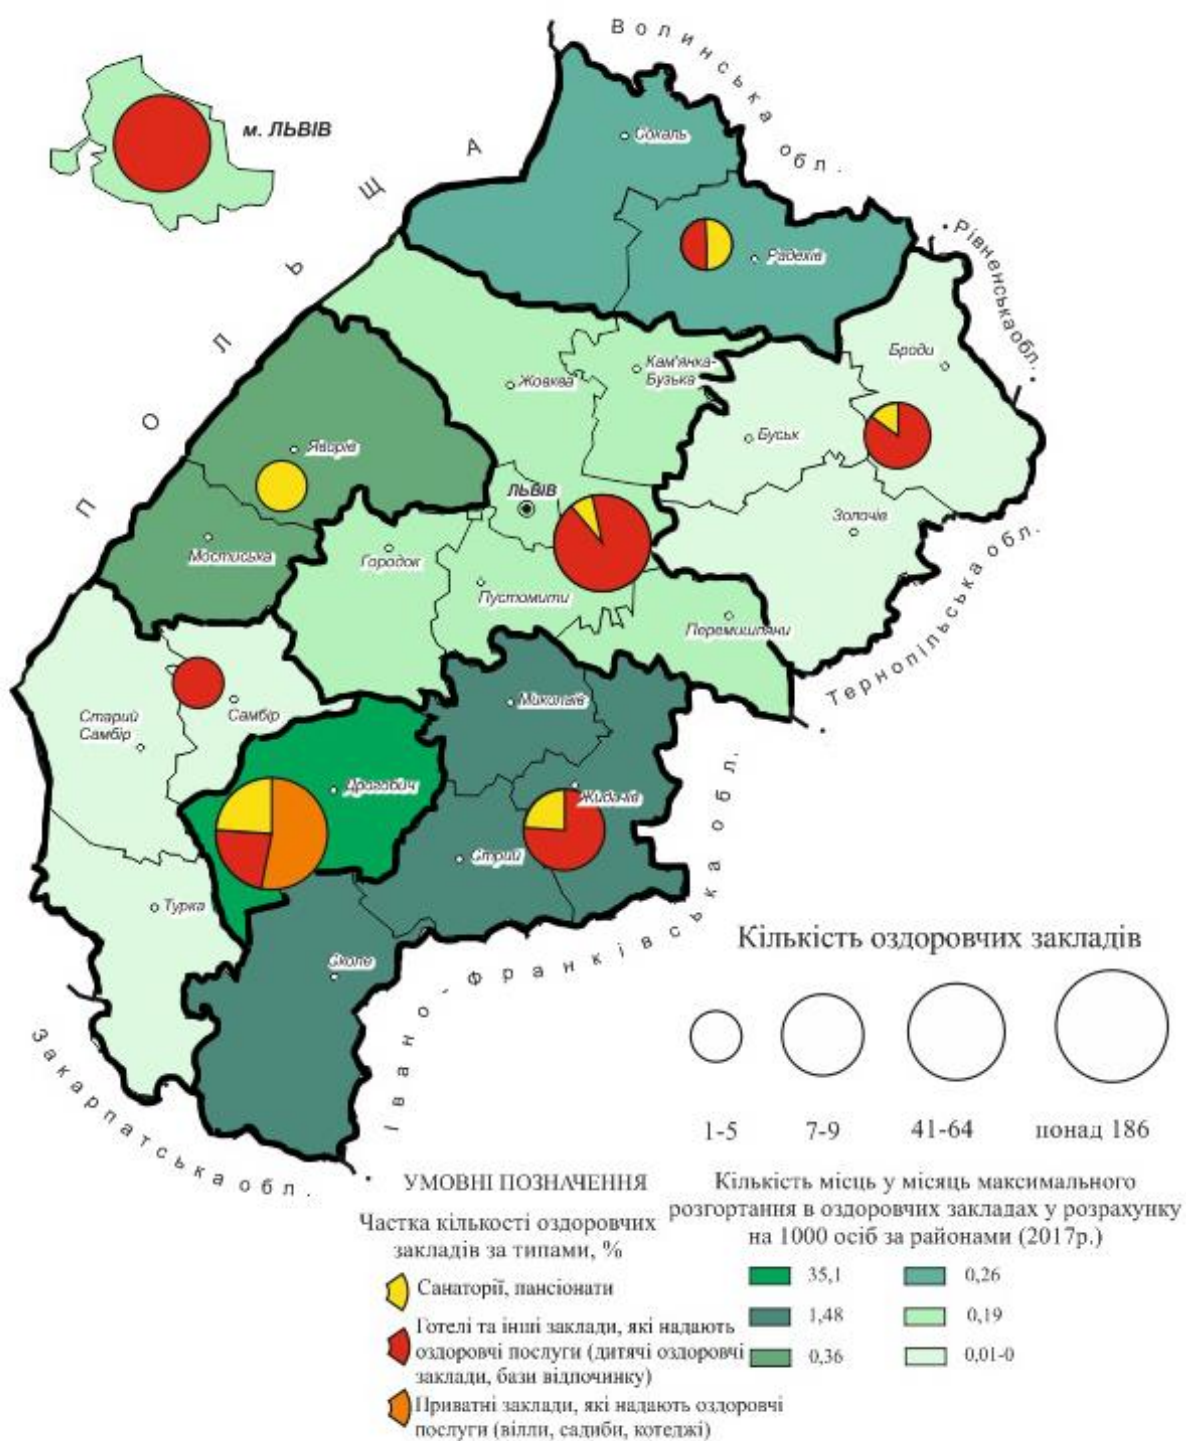 Волинська обл.
м. ЛЬВІВ
ПОЛЬЩА
Сокаль
Радехів
Рівненська обл.
Броди
Кам'янка-
Бузька
Жовква
Буськ
Яворів
ЛЬВІВ
Золочів
Мостиська
Городок
Пустомити
Перемишляни
Тернопільська обл.
Старий
Самбір
Самбір
Миколаїв
Дрогобич
Жидачів
Стрий
Турка
Сколе
Івано-Франківська обл.
Закарпатська обл.
Кількість оздоровчих закладів
1-5 7-9 41-64 понад 186
УМОВНІ ПОЗНАЧЕННЯ
Частка кількості оздоровчих
закладів за типами, %
Санаторії, пансіонати
Готелі та інші заклади, які надають
оздоровчі послуги (дитячі оздоровчі
заклади, бази відпочинку)
Приватні заклади, які надають оздоровчі
послуги (вілли, садиби, котеджі)
Кількість місць у місяць максимального
розгортання в оздоровчих закладах у розрахунку
на 1000 осіб за районами (2017р.)
35,1 0,26
1,48 0,19
0,36 0,01-0